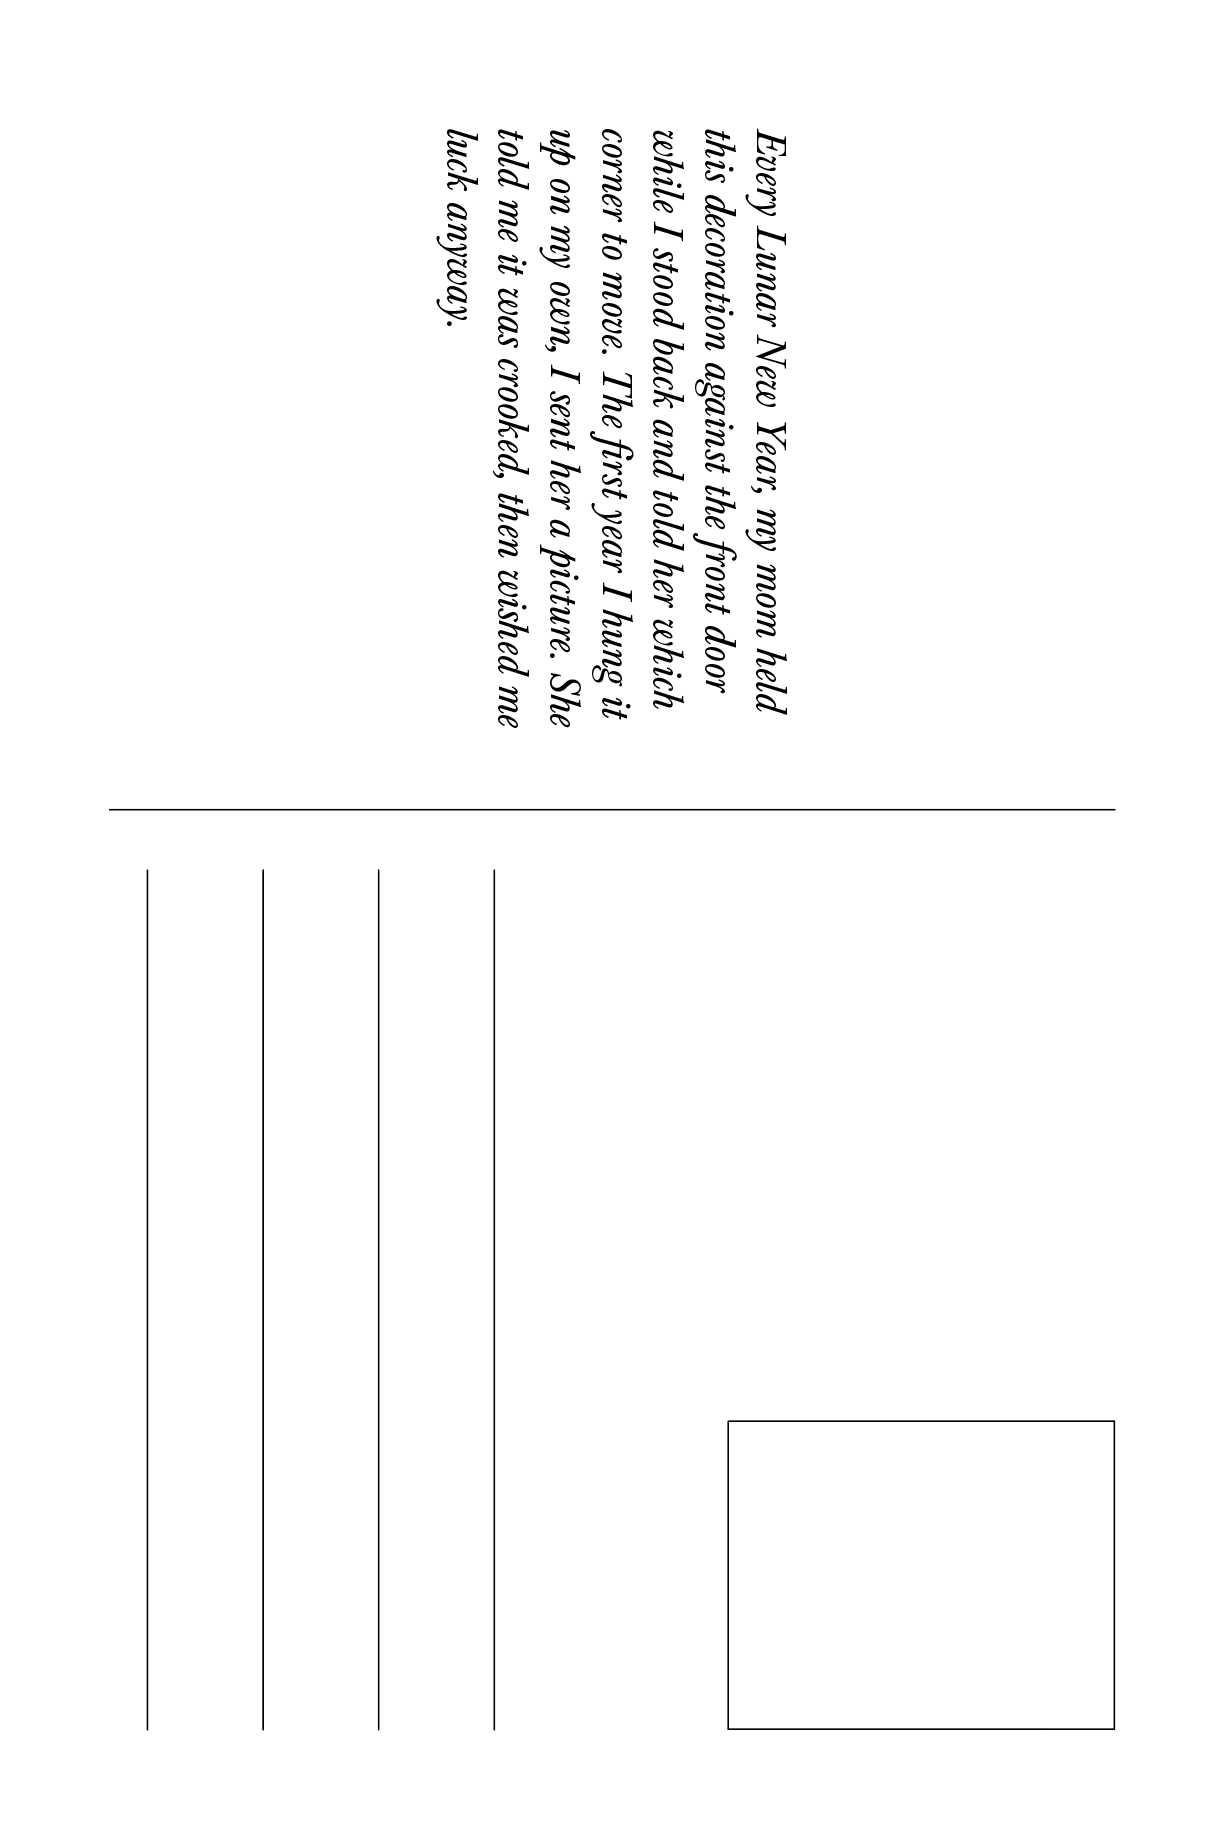 Every Lunar New Year, my mom held
this decoration against the front door
while I stood back and told her which
corner to move. The first year I hung it
up on my own, I sent her a picture. She
told me it was crooked, then wished me
luck anyway.